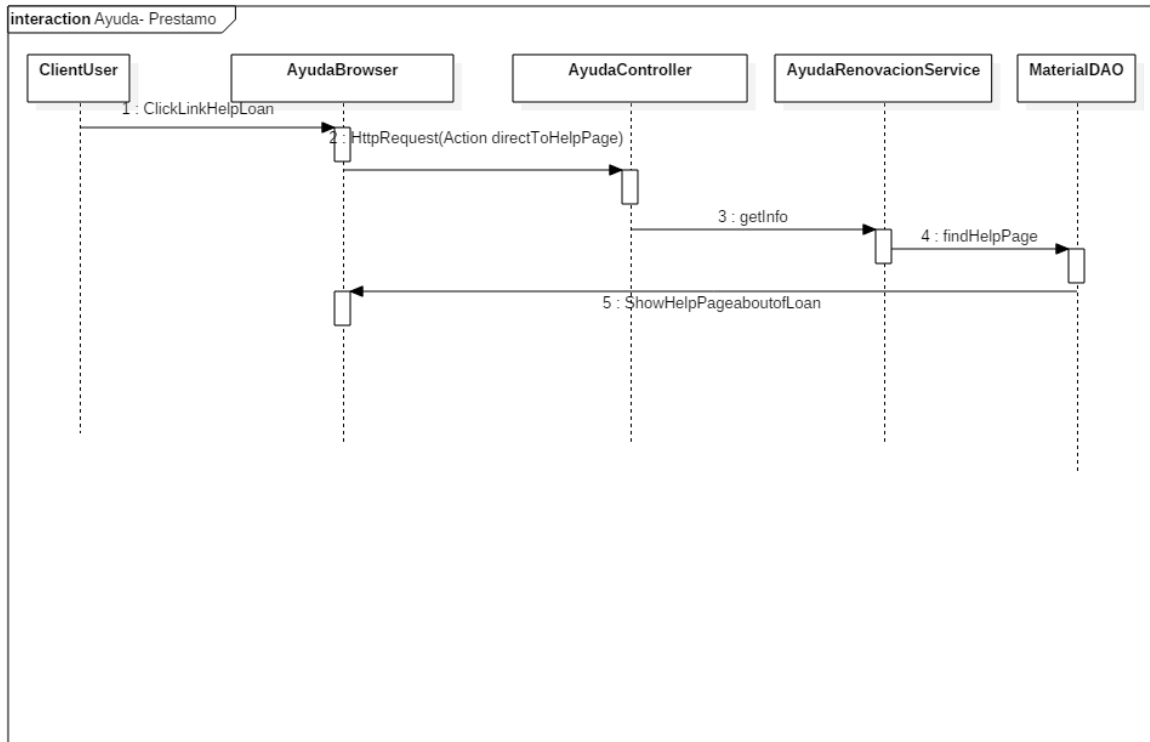 interaction Ayuda- Prestamo
ClientUser
AyudaBrowser
AyudaController
AyudaRenovacionService
MaterialDAO
1 : ClickLinkHelpLoan
2 : HttpRequest(Action directToHelpPage)
3 : getInfo
4 : findHelpPage
5 : ShowHelpPageaboutofLoan